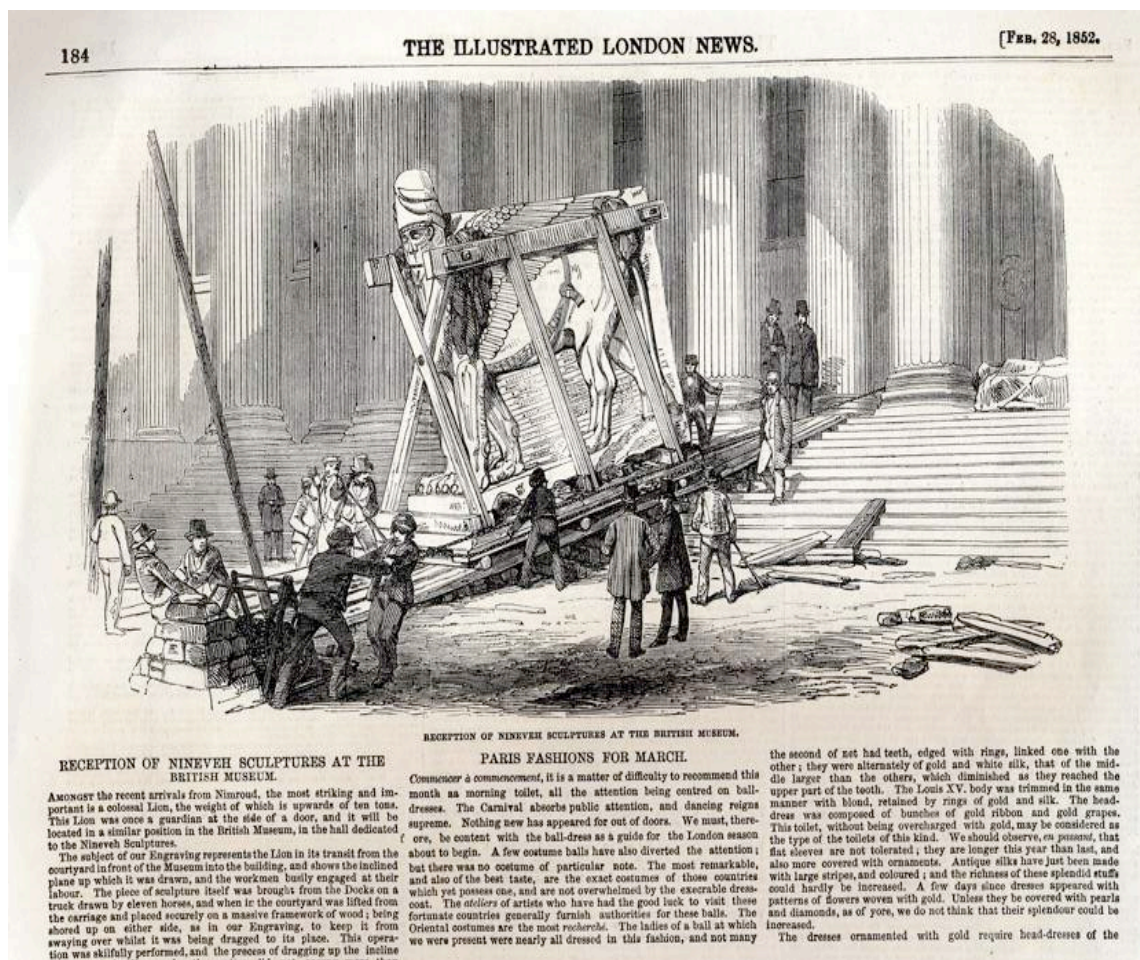 184
THE ILLUSTRATED LONDON NEWS.
[FEB. 28, 1852.
RECEPTION OF NINEVEH SCULPTURES AT THE BRITISH MUSEUM.
RECEPTION OF NINEVEH SCULPTURES AT THE
BRITISH MUSEUM.
AMONGST the recent arrivals from Nimroud, the most striking and im-
portant is a colossal Lion, the weight of which is upwards of ten tons.
This Lion was once a guardian at the side of a door, and it will be
located in a similar position in the British Museum, in the hall dedicated
to the Nineveh Sculptures.
The subject of our Engraving represents the Lion in its transit from the
courtyard in front of the Museum into the building, and shows the inclined
plane up which it was drawn, and the workmen busily engaged at their
labour. The piece of sculpture itself was brought from the Docks on a
truck drawn by eleven horses, and when in the courtyard was lifted from
the carriage and placed securely on a massive framework of wood; being
shored up on either side, as in our Engraving, to keep it from
swaying over whilst it was being dragged to its place. This opera-
tion was skilfully performed, and the process of dragging up the incline
PARIS FASHIONS FOR MARCH.
Commencer à commencement, it is a matter of difficulty to recommend this
month aa morning toilet, all the attention being centred on ball-
dresses. The Carnival absorbs public attention, and dancing reigns
supreme. Nothing new has appeared for out of doors. We must, there-
ore, be content with the ball-dress as a guide for the London season
about to begin. A few costume balls have also diverted the attention;
but there was no costume of particular note. The most remarkable,
and also of the best taste, are the exact costumes of those countries
which yet possess one, and are not overwhelmed by the execrable dress-
coat. The ateliers of artists who have had the good luck to visit these
fortunate countries generally furnish authorities for these balls. The
Oriental costumes are the most recherché. The ladies of a ball at which
we were present were nearly all dressed in this fashion, and not many
the second of net had teeth, edged with rings, linked one with the
other; they were alternately of gold and white silk, that of the mid-
dle larger than the others, which diminished as they reached the
upper part of the teeth. The Louis XV. body was trimmed in the same
manner with blond, retained by rings of gold and silk. The head-
dress was composed of bunches of gold ribbon and gold grapes.
This toilet, without being overcharged with gold, may be considered as
the type of the toilets of this kind. We should observe, en passant, that
flat sleeves are not tolerated; they are longer this year than last, and
also more covered with ornaments. Antique silks have just been made
with large stripes, and coloured; and the richness of these splendid stuffs
could hardly be increased. A few days since dresses appeared with
patterns of flowers woven with gold. Unless they be covered with pearls
and diamonds, as of yore, we do not think that their splendour could be
increased.
The dresses ornamented with gold require head-dresses of the